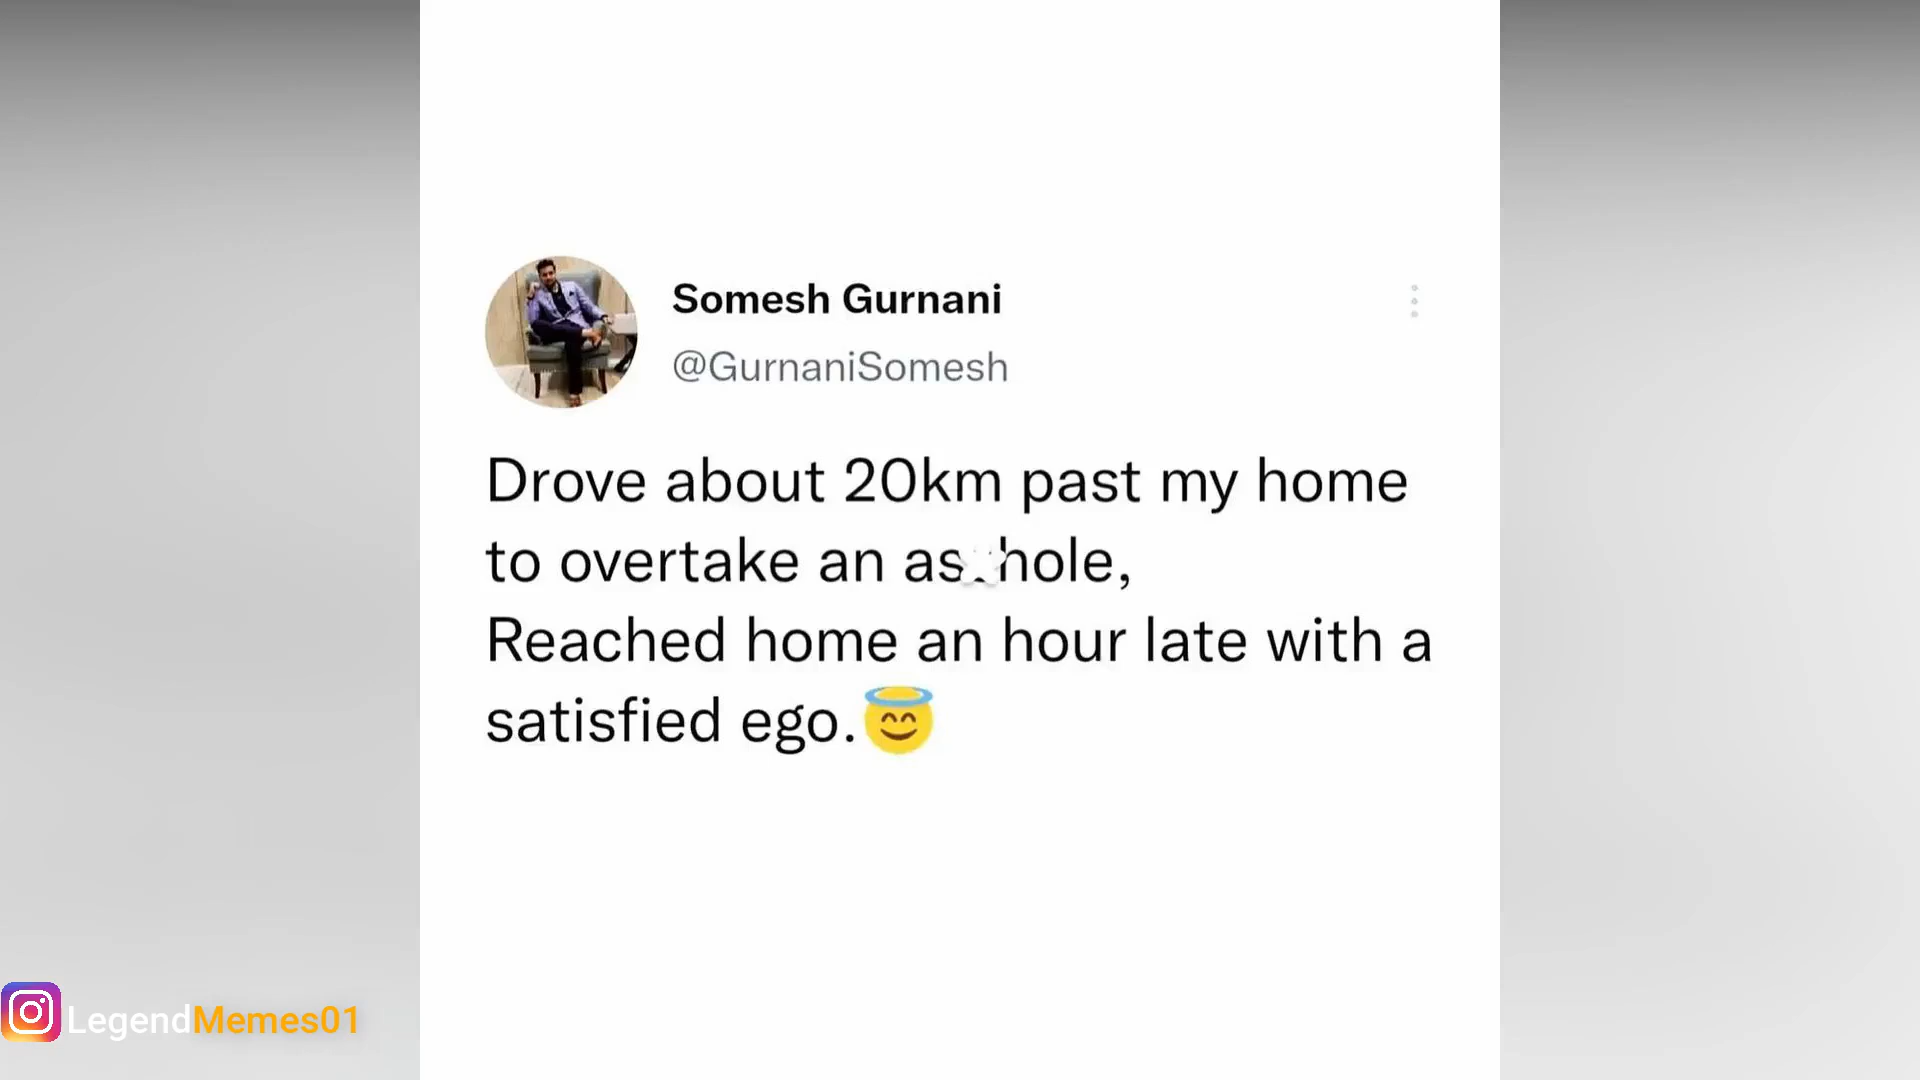 Somesh Gurnani
@GurnaniSomesh
Drove about 20km past my home
to overtake an as*hole,
Reached home an hour late with a
satisfied ego.😇
LegendMemes01